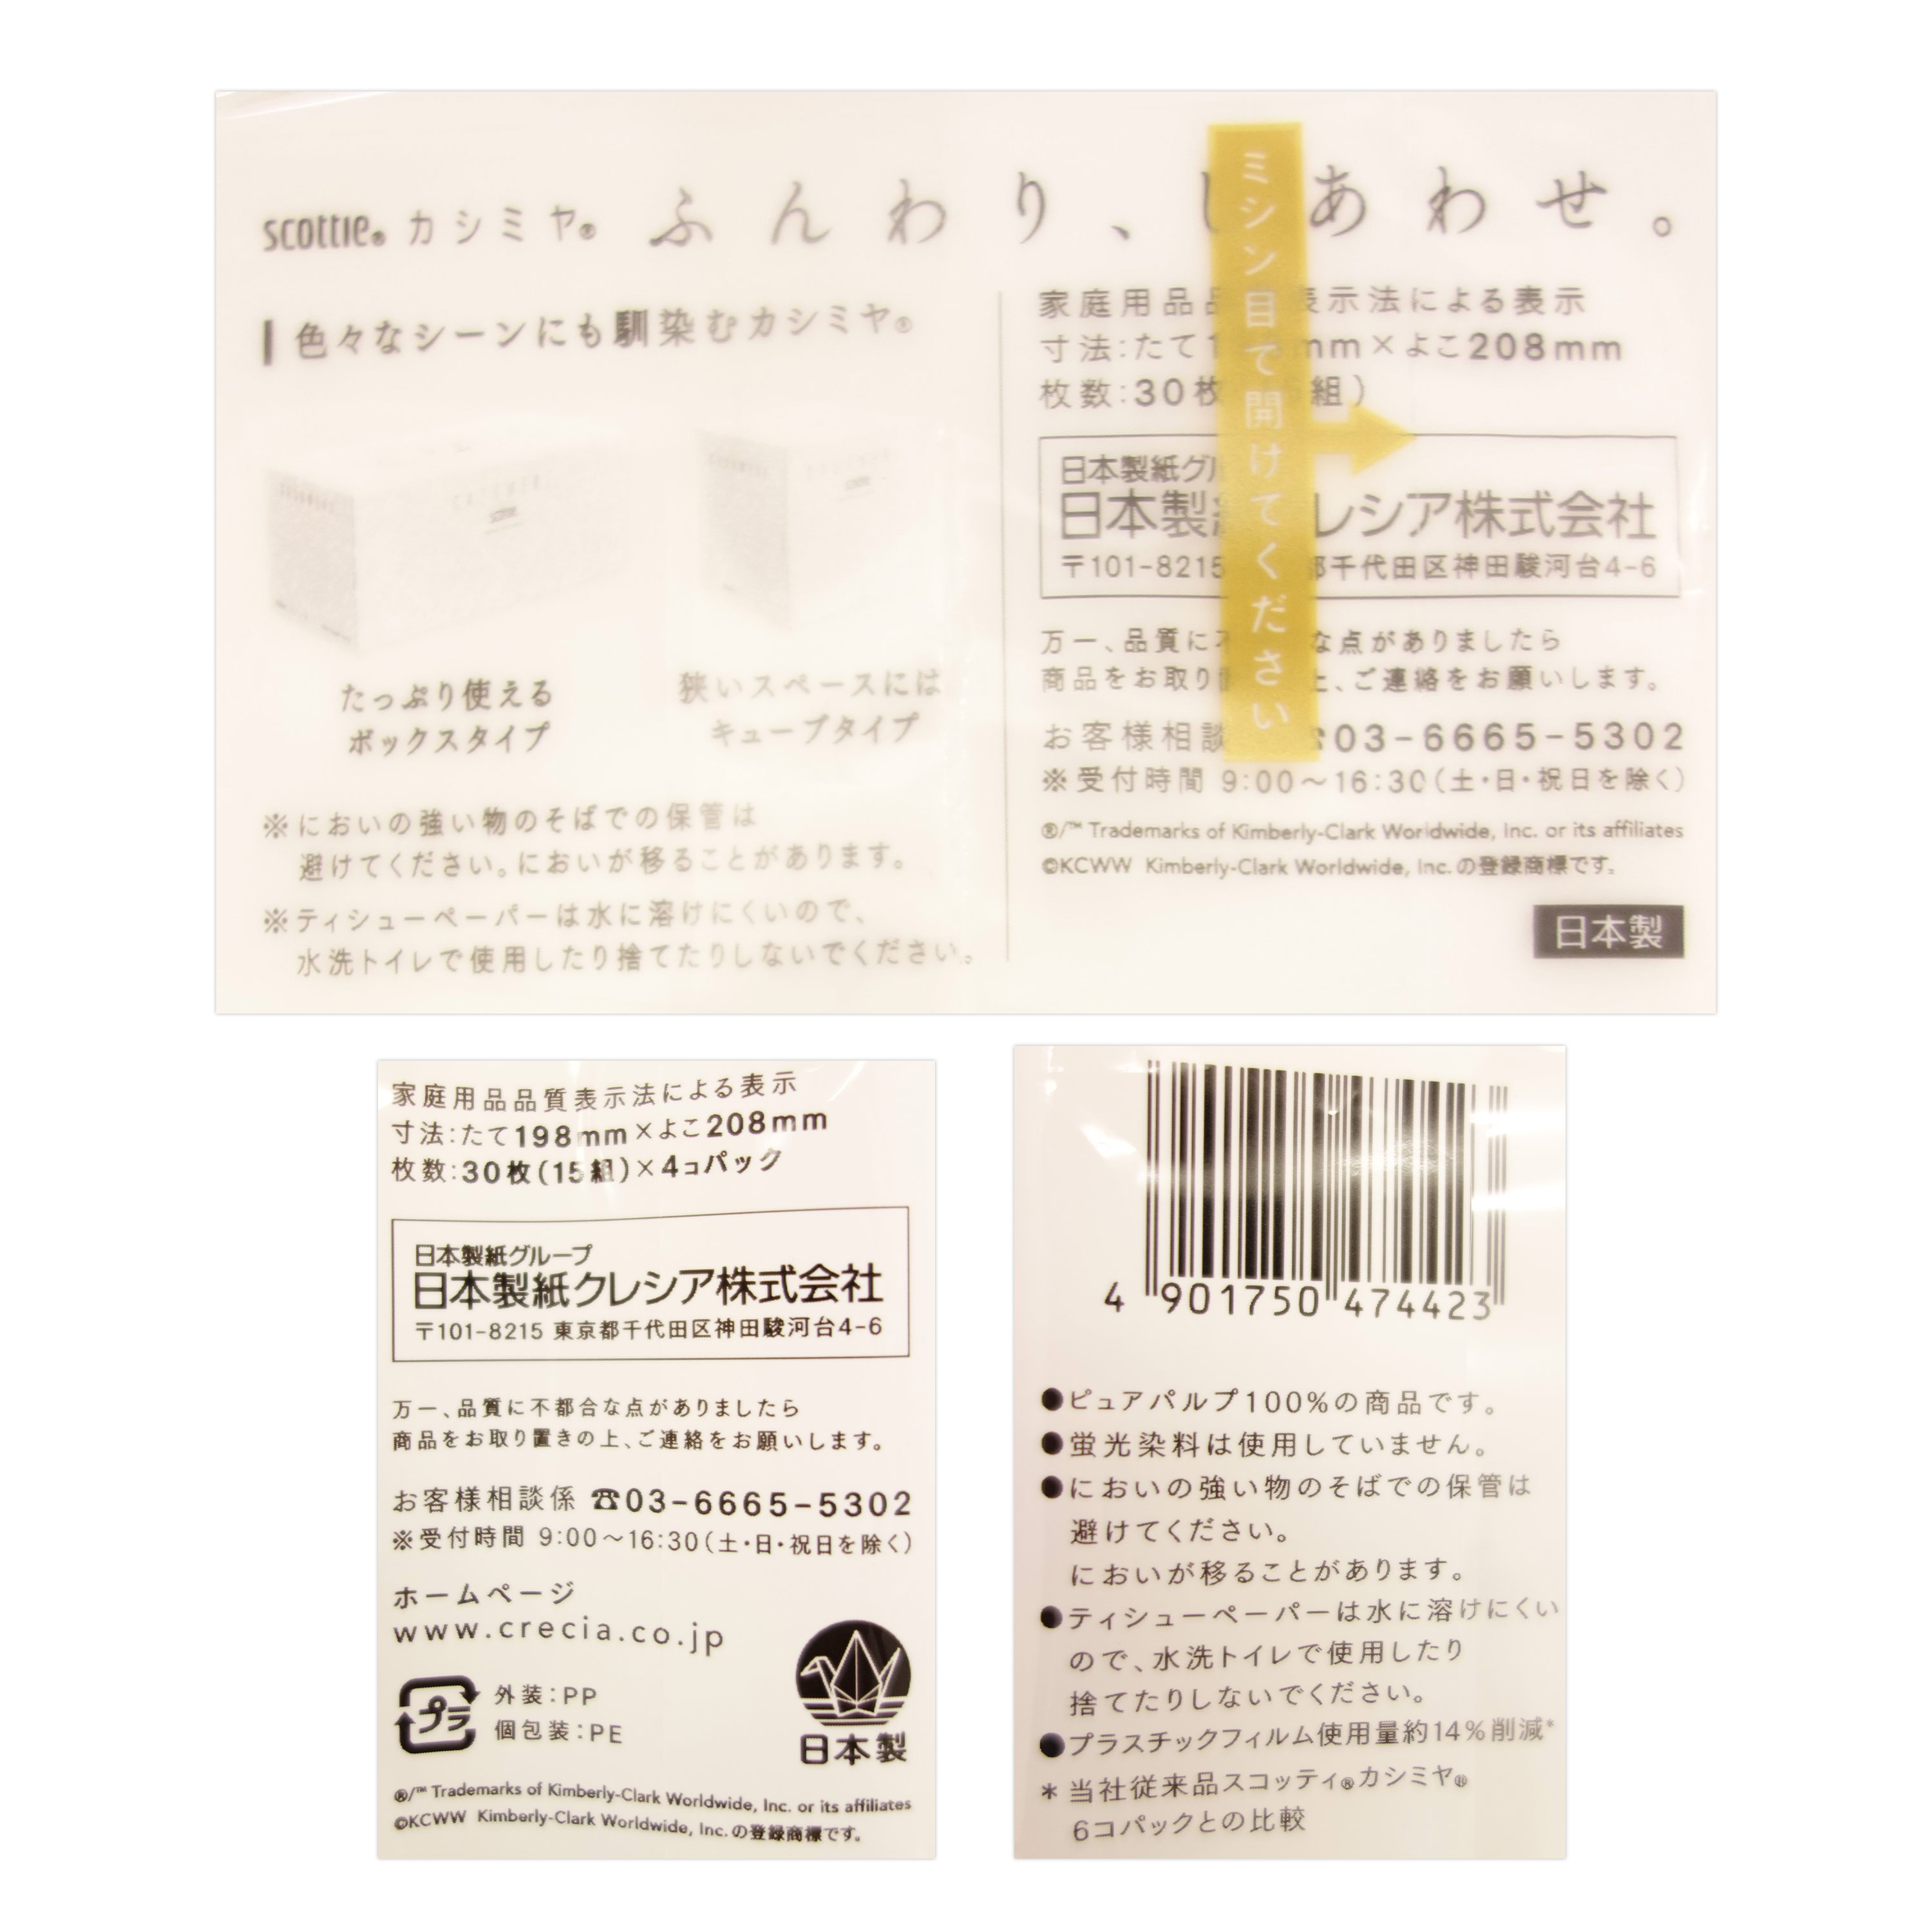 scottie® カシミヤ® ふんわり、しあわせ。
色々なシーンにも馴染むカシミヤ®
たっぷり使える
ボックスタイプ
狭いスペースには
キューブタイプ
※においの強い物のそばでの保管は
避けてください。においが移ることがあります。
※ティシューペーパーは水に溶けにくいので、
水洗トイレで使用したり捨てたりしないでください。
ミシン目で開けてください
家庭用品品 表示法による表示
寸法:たて1 mm×よこ208mm
枚数:30枚 組)
日本製紙グル
日本製紙 レシア株式会社
〒101-8215 都千代田区神田駿河台4-6
万一、品質に不 な点がありましたら
商品をお取り置 上、ご連絡をお願いします。
お客様相談 ☎03-6665-5302
※受付時間 9:00～16:30(土・日・祝日を除く)
®/™ Trademarks of Kimberly-Clark Worldwide, Inc. or its affiliates
©KCWW Kimberly-Clark Worldwide, Inc.の登録商標です。
日本製
家庭用品品質表示法による表示
寸法:たて198mm×よこ208mm
枚数:30枚(15組)×4コパック
日本製紙グループ
日本製紙クレシア株式会社
〒101-8215 東京都千代田区神田駿河台4-6
万一、品質に不都合な点がありましたら
商品をお取り置きの上、ご連絡をお願いします。
お客様相談係 ☎03-6665-5302
※受付時間 9:00～16:30(土・日・祝日を除く)
ホームページ
www.crecia.co.jp
プラ
外装:PP
個包装:PE
日本製
®/™ Trademarks of Kimberly-Clark Worldwide, Inc. or its affiliates
©KCWW Kimberly-Clark Worldwide, Inc.の登録商標です。
4 901750 474423
●ピュアパルプ100%の商品です。
●蛍光染料は使用していません。
●においの強い物のそばでの保管は
避けてください。
においが移ることがあります。
●ティシューペーパーは水に溶けにくい
ので、水洗トイレで使用したり
捨てたりしないでください。
●プラスチックフィルム使用量約14%削減*
*当社従来品スコッティ®カシミヤ®
6コパックとの比較